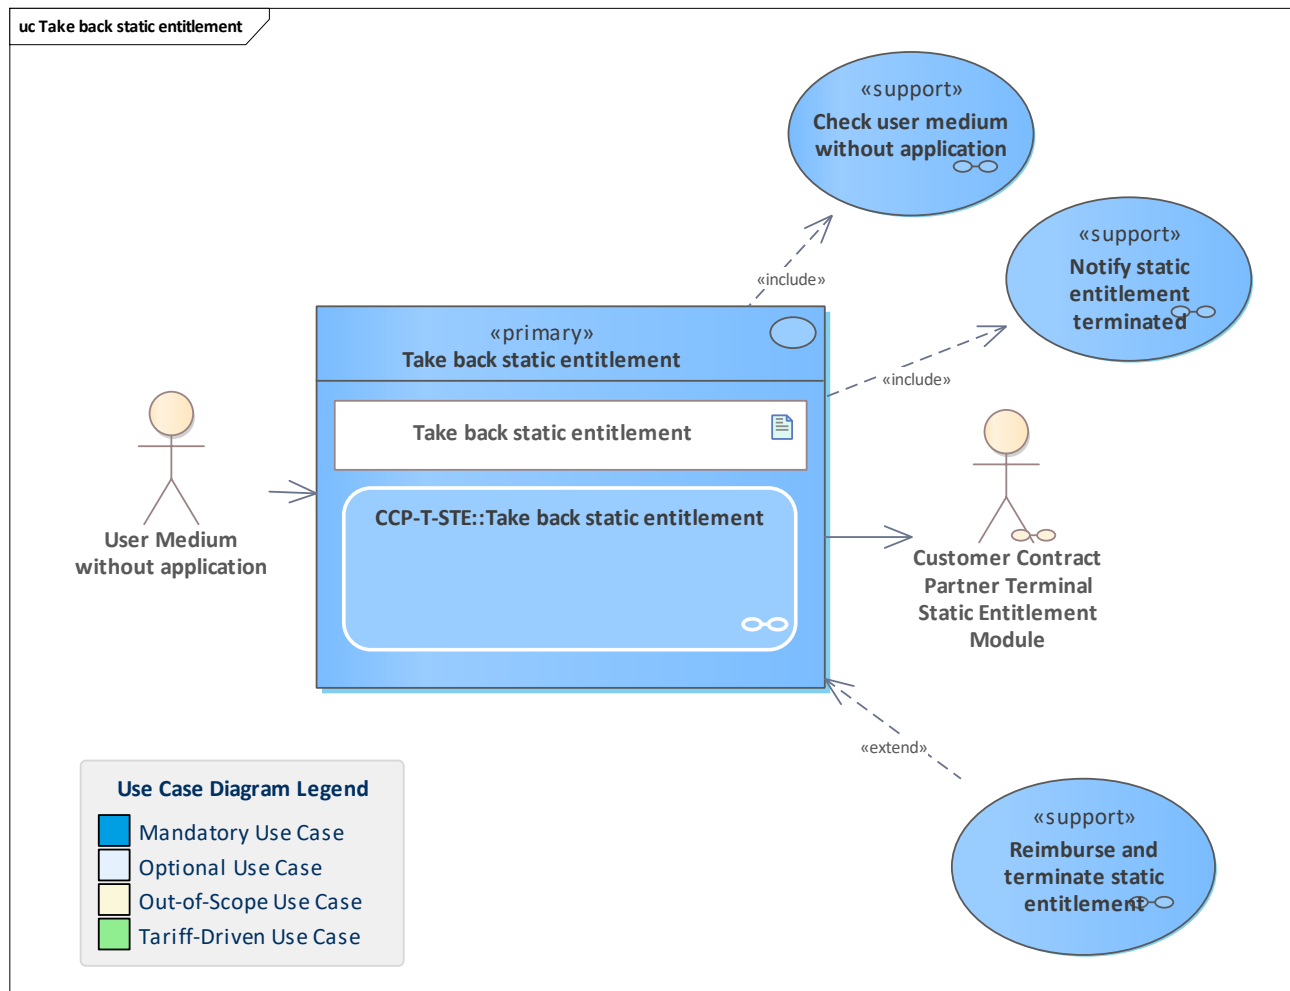 uc Take back static entitlement
«support»
Check user medium
without application
«support»
Notify static
entitlement
terminated
«include»
«include»
«primary»
Take back static entitlement
Take back static entitlement
CCP-T-STE::Take back static entitlement
User Medium
without application
Customer Contract
Partner Terminal
Static Entitlement
Module
«extend»
«support»
Reimburse and
terminate static
entitlement
Use Case Diagram Legend
Mandatory Use Case
Optional Use Case
Out-of-Scope Use Case
Tariff-Driven Use Case